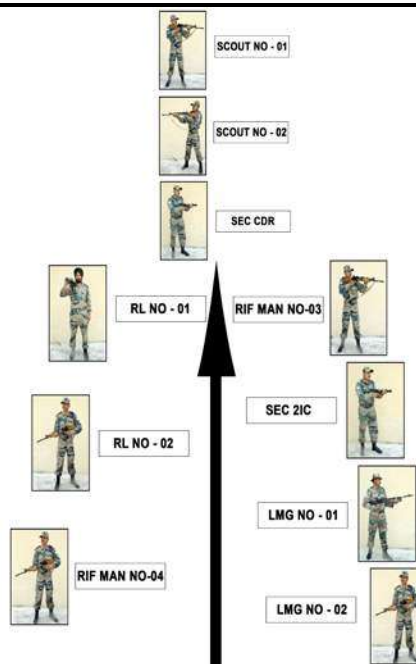 SCOUT NO - 01
SCOUT NO - 02
SEC CDR
RL NO - 01
RIF MAN NO-03
SEC 2IC
RL NO - 02
LMG NO - 01
RIF MAN NO-04
LMG NO - 02